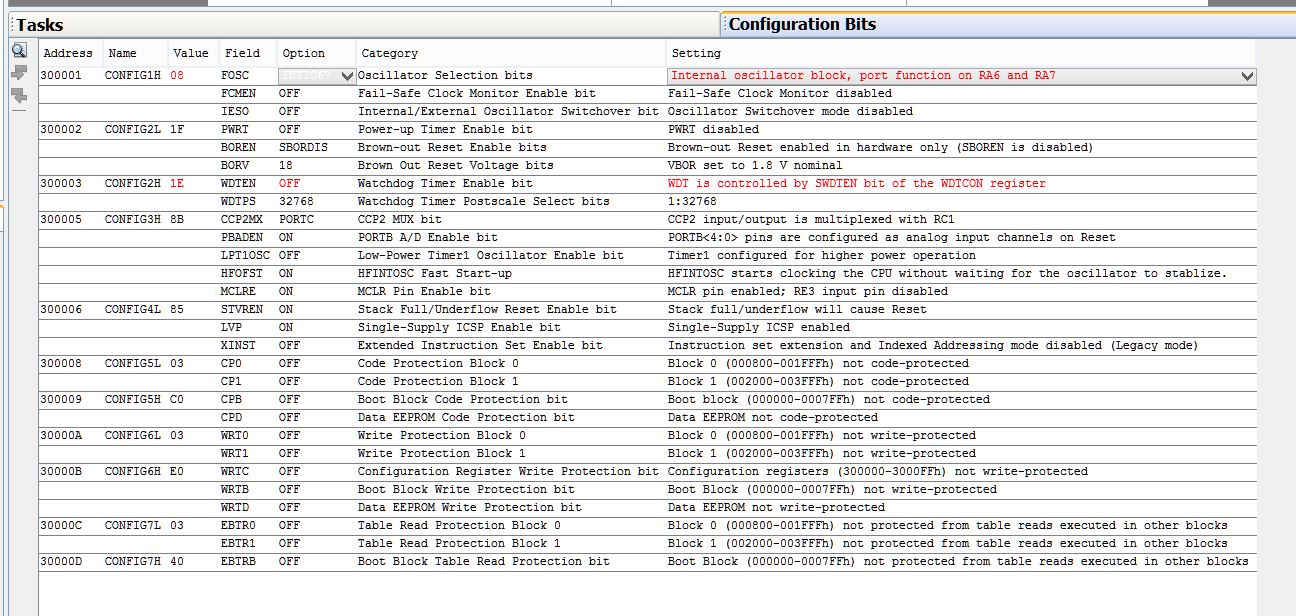 Tasks
Configuration Bits
Address Name Value Field Option Category Setting
300001 CONFIG1H 08 FOSC INTIO67 Oscillator Selection bits Internal oscillator block, port function on RA6 and RA7
FCMEN OFF Fail-Safe Clock Monitor Enable bit Fail-Safe Clock Monitor disabled
IESO OFF Internal/External Oscillator Switchover bit Oscillator Switchover mode disabled
300002 CONFIG2L 1F PWRT OFF Power-up Timer Enable bit PWRT disabled
BOREN SBORDIS Brown-out Reset Enable bits Brown-out Reset enabled in hardware only (SBOREN is disabled)
BORV 18 Brown Out Reset Voltage bits VBOR set to 1.8 V nominal
300003 CONFIG2H 1E WDTEN OFF Watchdog Timer Enable bit WDT is controlled by SWDTEN bit of the WDTCON register
WDTPS 32768 Watchdog Timer Postscale Select bits 1:32768
300005 CONFIG3H 8B CCP2MX PORTC CCP2 MUX bit CCP2 input/output is multiplexed with RC1
PBADEN ON PORTB A/D Enable bit PORTB<4:0> pins are configured as analog input channels on Reset
LPT1OSC OFF Low-Power Timer1 Oscillator Enable bit Timer1 configured for higher power operation
HFOFST ON HFINTOSC Fast Start-up HFINTOSC starts clocking the CPU without waiting for the oscillator to stablize.
MCLRE ON MCLR Pin Enable bit MCLR pin enabled; RE3 input pin disabled
300006 CONFIG4L 85 STVREN ON Stack Full/Underflow Reset Enable bit Stack full/underflow will cause Reset
LVP ON Single-Supply ICSP Enable bit Single-Supply ICSP enabled
XINST OFF Extended Instruction Set Enable bit Instruction set extension and Indexed Addressing mode disabled (Legacy mode)
300008 CONFIG5L 03 CP0 OFF Code Protection Block 0 Block 0 (000800-001FFFh) not code-protected
CP1 OFF Code Protection Block 1 Block 1 (002000-003FFFh) not code-protected
300009 CONFIG5H C0 CPB OFF Boot Block Code Protection bit Boot block (000000-0007FFh) not code-protected
CPD OFF Data EEPROM Code Protection bit Data EEPROM not code-protected
30000A CONFIG6L 03 WRT0 OFF Write Protection Block 0 Block 0 (000800-001FFFh) not write-protected
WRT1 OFF Write Protection Block 1 Block 1 (002000-003FFFh) not write-protected
30000B CONFIG6H E0 WRTC OFF Configuration Register Write Protection bit Configuration registers (300000-3000FFh) not write-protected
WRTB OFF Boot Block Write Protection bit Boot Block (000000-0007FFh) not write-protected
WRTD OFF Data EEPROM Write Protection bit Data EEPROM not write-protected
30000C CONFIG7L 03 EBTR0 OFF Table Read Protection Block 0 Block 0 (000800-001FFFh) not protected from table reads executed in other blocks
EBTR1 OFF Table Read Protection Block 1 Block 1 (002000-003FFFh) not protected from table reads executed in other blocks
30000D CONFIG7H 40 EBTRB OFF Boot Block Table Read Protection bit Boot Block (000000-0007FFh) not protected from table reads executed in other blocks